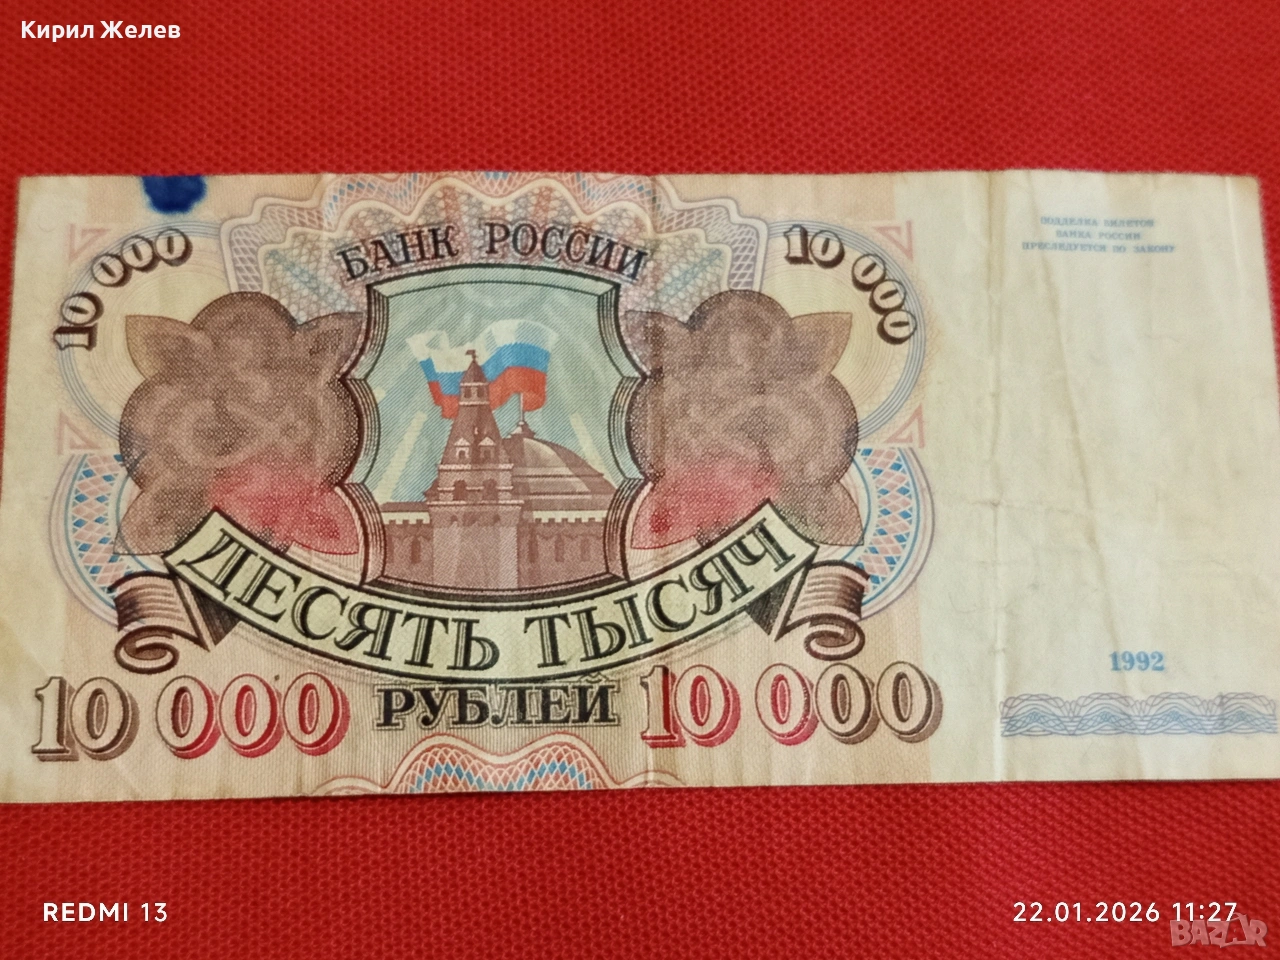 Кирил Желев
БАНК РОССИИ
10 000
10 000
ПОДДЕЛКА БИЛЕТОВ
БАНКА РОССИИ
ПРЕСЛЕДУЕТСЯ ПО ЗАКОНУ
ДЕСЯТЬ ТЫСЯЧ
РУБЛЕЙ
10 000
10 000
1992
REDMI 13
22.01.2026 11:27
BAZAR